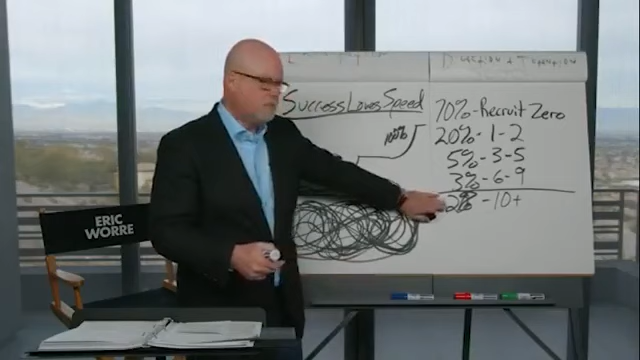 ERIC
WORRE
Success Loves Speed
100%
70% - Recruit Zero
20% - 1-2
5% - 3-5
3% - 6-9
2% - 10+